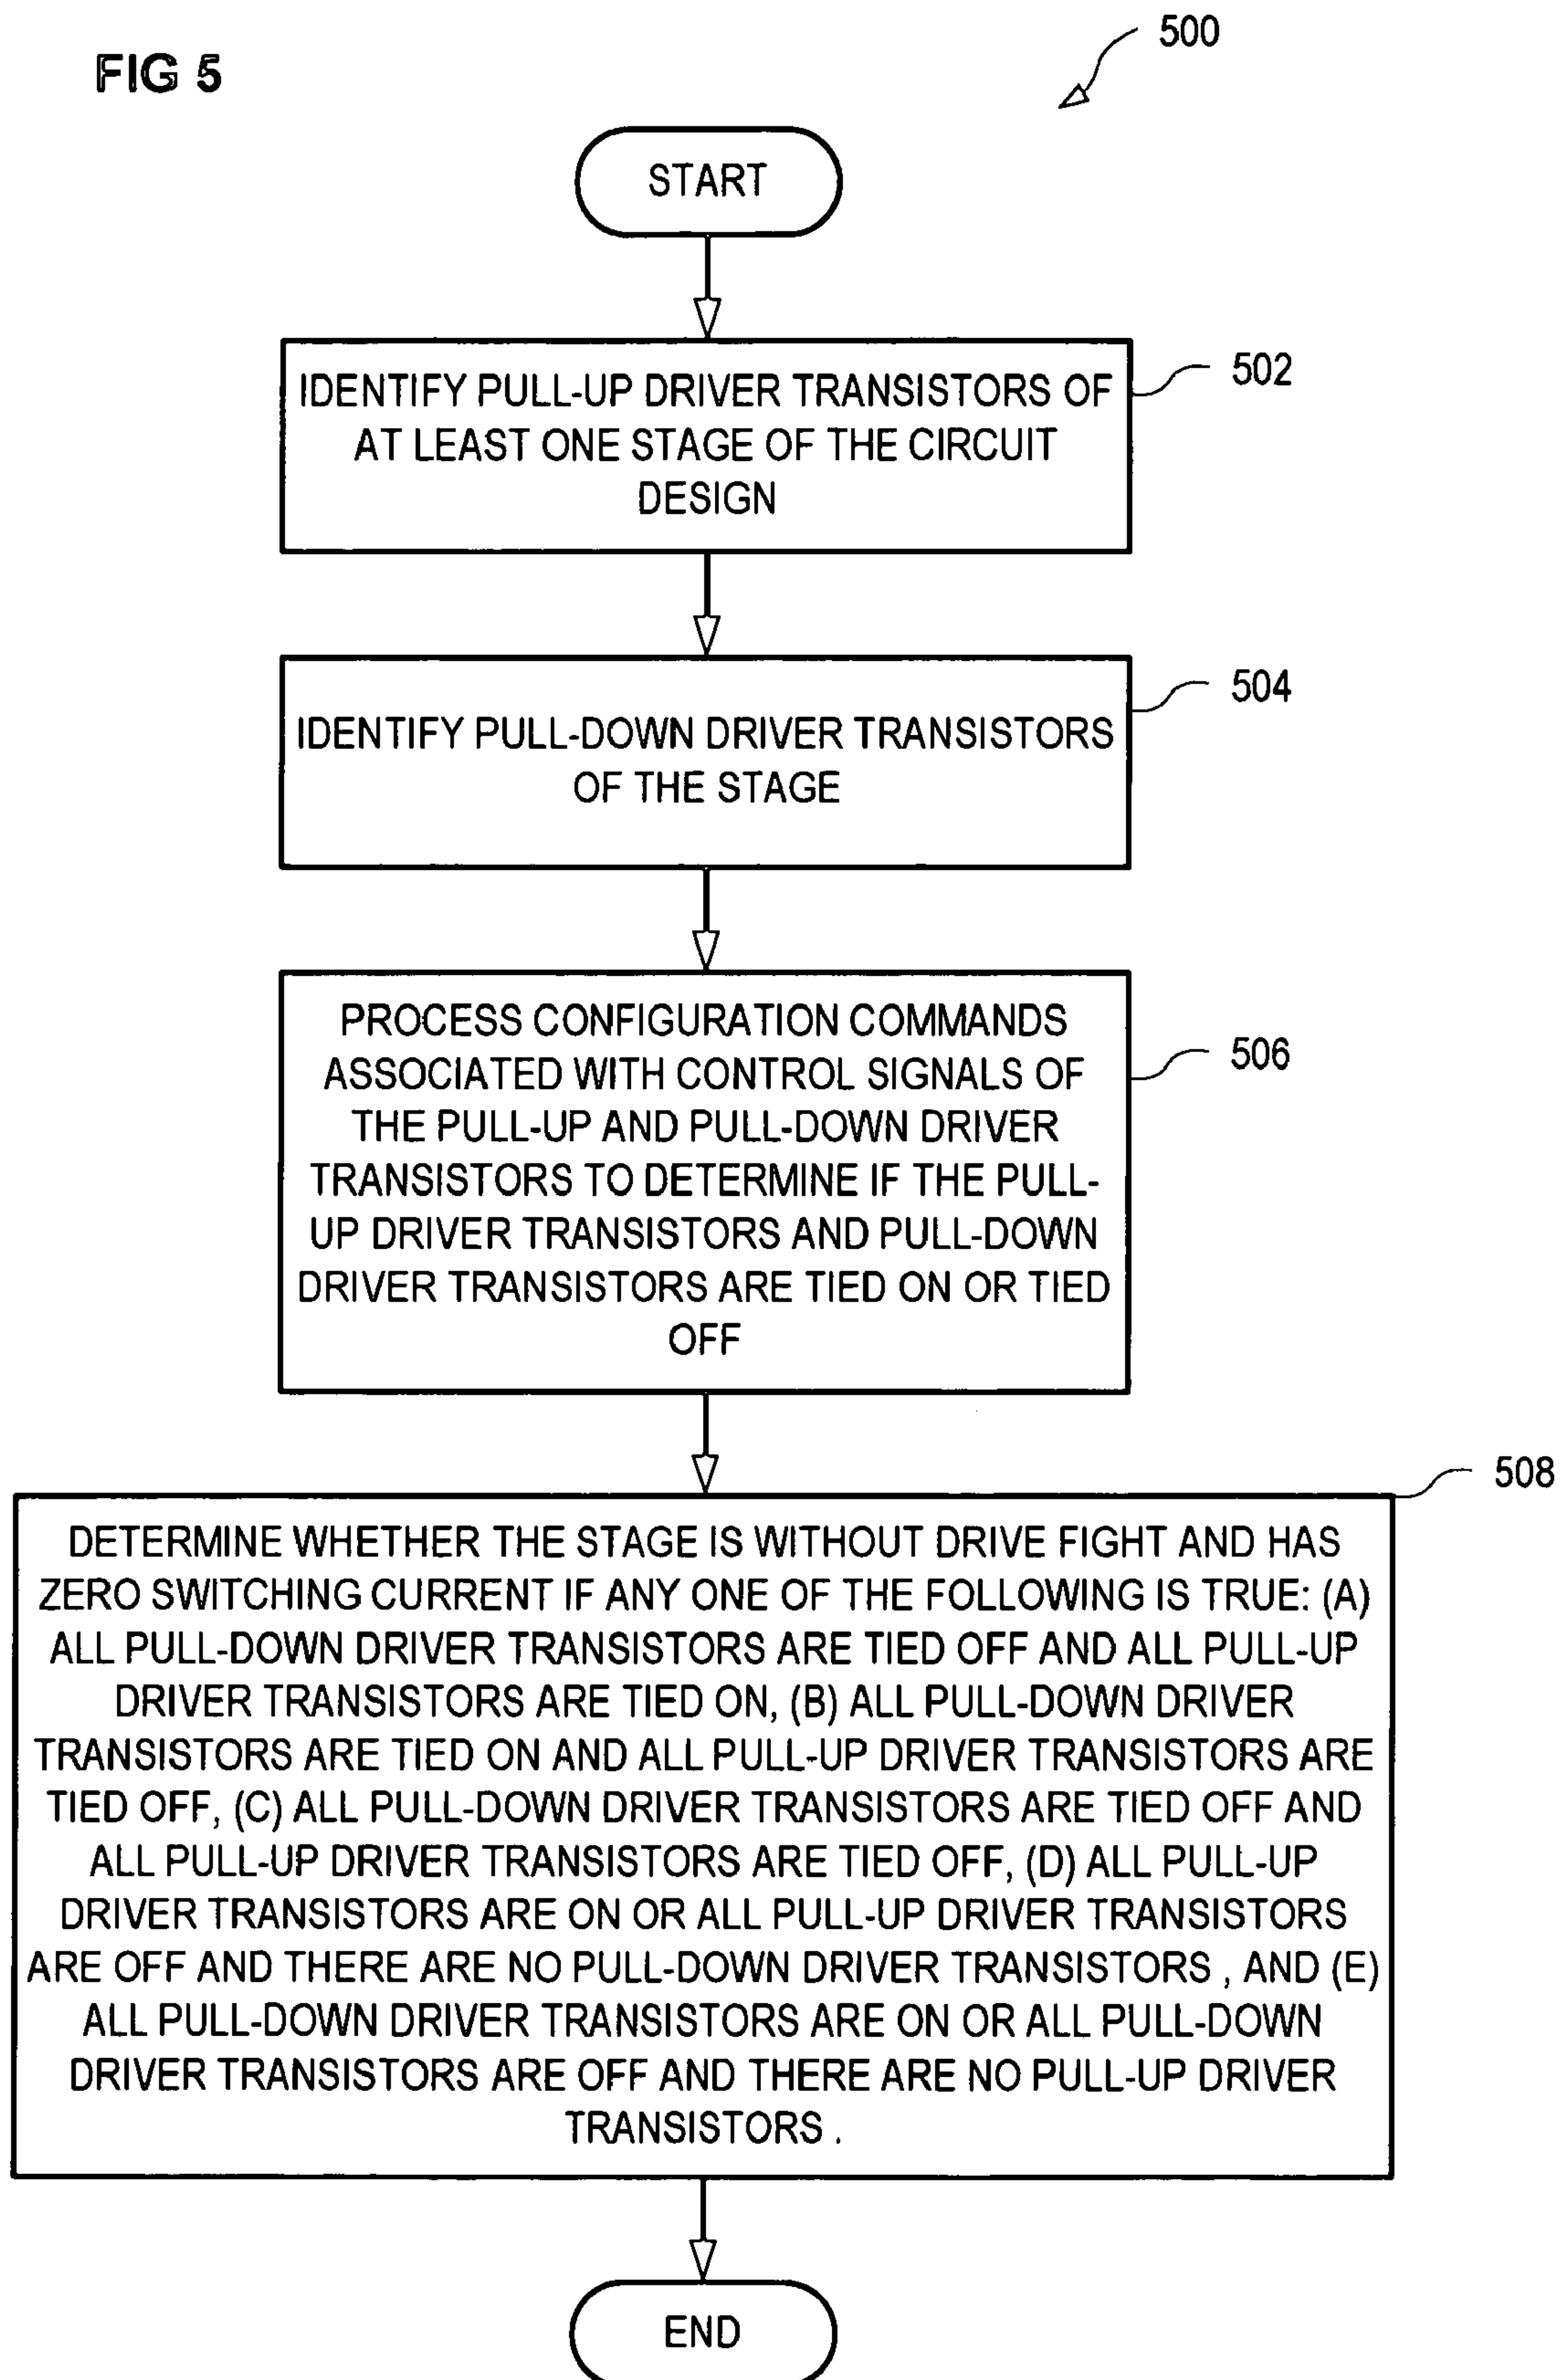 FIG 5
500
START
IDENTIFY PULL-UP DRIVER TRANSISTORS OF
AT LEAST ONE STAGE OF THE CIRCUIT
DESIGN
502
IDENTIFY PULL-DOWN DRIVER TRANSISTORS
OF THE STAGE
504
PROCESS CONFIGURATION COMMANDS
ASSOCIATED WITH CONTROL SIGNALS OF
THE PULL-UP AND PULL-DOWN DRIVER
TRANSISTORS TO DETERMINE IF THE PULL-
UP DRIVER TRANSISTORS AND PULL-DOWN
DRIVER TRANSISTORS ARE TIED ON OR TIED
OFF
506
508
DETERMINE WHETHER THE STAGE IS WITHOUT DRIVE FIGHT AND HAS
ZERO SWITCHING CURRENT IF ANY ONE OF THE FOLLOWING IS TRUE: (A)
ALL PULL-DOWN DRIVER TRANSISTORS ARE TIED OFF AND ALL PULL-UP
DRIVER TRANSISTORS ARE TIED ON, (B) ALL PULL-DOWN DRIVER
TRANSISTORS ARE TIED ON AND ALL PULL-UP DRIVER TRANSISTORS ARE
TIED OFF, (C) ALL PULL-DOWN DRIVER TRANSISTORS ARE TIED OFF AND
ALL PULL-UP DRIVER TRANSISTORS ARE TIED OFF, (D) ALL PULL-UP
DRIVER TRANSISTORS ARE ON OR ALL PULL-UP DRIVER TRANSISTORS
ARE OFF AND THERE ARE NO PULL-DOWN DRIVER TRANSISTORS , AND (E)
ALL PULL-DOWN DRIVER TRANSISTORS ARE ON OR ALL PULL-DOWN
DRIVER TRANSISTORS ARE OFF AND THERE ARE NO PULL-UP DRIVER
TRANSISTORS .
END